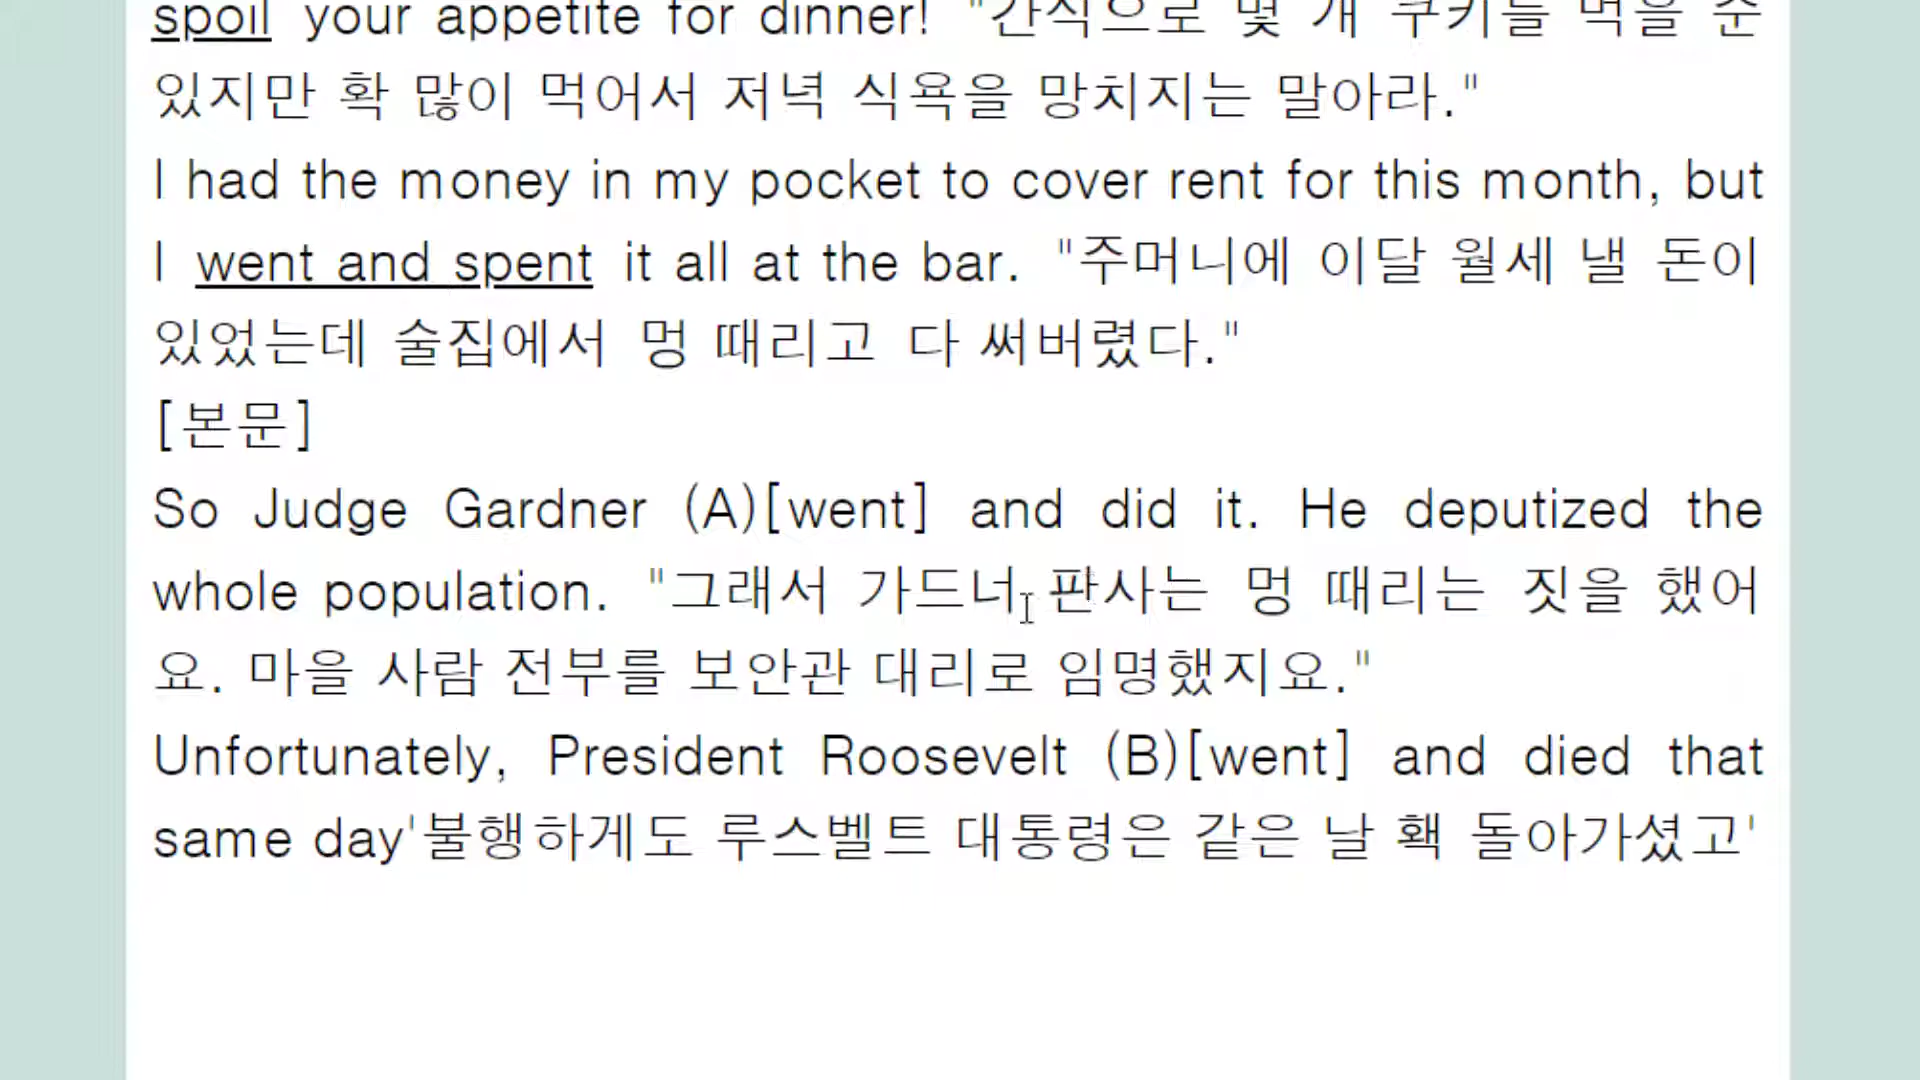 spoil your appetite for dinner! "간식으로 몇 개 쿠키를 먹을 순
있지만 확 많이 먹어서 저녁 식욕을 망치지는 말아라."
I had the money in my pocket to cover rent for this month, but
I went and spent it all at the bar. "주머니에 이달 월세 낼 돈이
있었는데 술집에서 멍 때리고 다 써버렸다."
[본문]
So Judge Gardner (A)[went] and did it. He deputized the
whole population. "그래서 가드너 판사는 멍 때리는 짓을 했어
요. 마을 사람 전부를 보안관 대리로 임명했지요."
Unfortunately, President Roosevelt (B)[went] and died that
same day'불행하게도 루스벨트 대통령은 같은 날 홱 돌아가셨고'